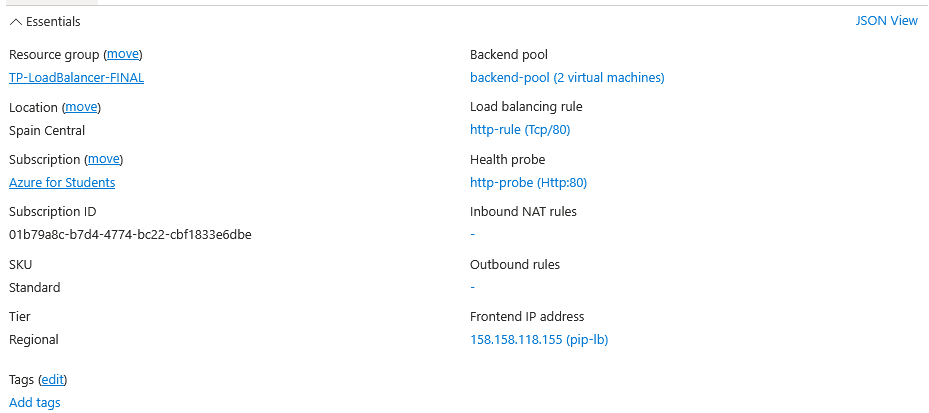 Essentials
JSON View
Resource group (move)
TP-LoadBalancer-FINAL
Location (move)
Spain Central
Subscription (move)
Azure for Students
Subscription ID
01b79a8c-b7d4-4774-bc22-cbf1833e6dbe
SKU
Standard
Tier
Regional
Tags (edit)
Add tags
Backend pool
backend-pool (2 virtual machines)
Load balancing rule
http-rule (Tcp/80)
Health probe
http-probe (Http:80)
Inbound NAT rules
-
Outbound rules
-
Frontend IP address
158.158.118.155 (pip-lb)